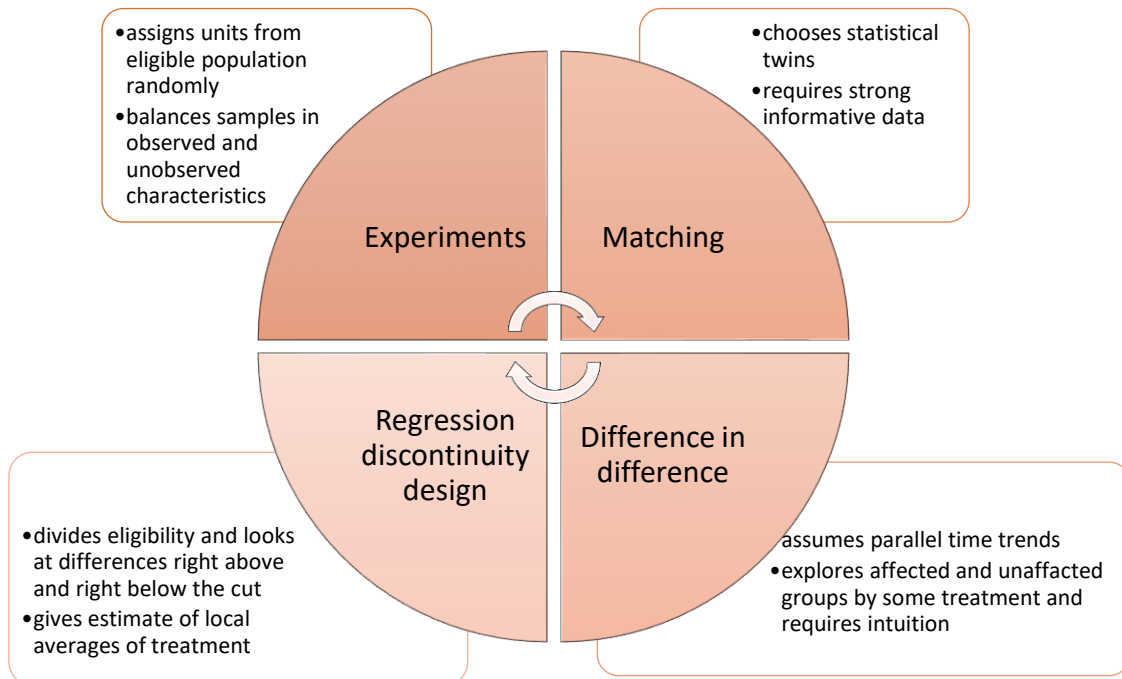 •assigns units from
eligible population
randomly
•balances samples in
observed and
unobserved
characteristics
•chooses statistical
twins
•requires strong
informative data
Experiments
Matching
Regression
discontinuity
design
Difference in
difference
•divides eligibility and looks
at differences right above
and right below the cut
•gives estimate of local
averages of treatment
assumes parallel time trends
•explores affected and unaffacted
groups by some treatment and
requires intuition